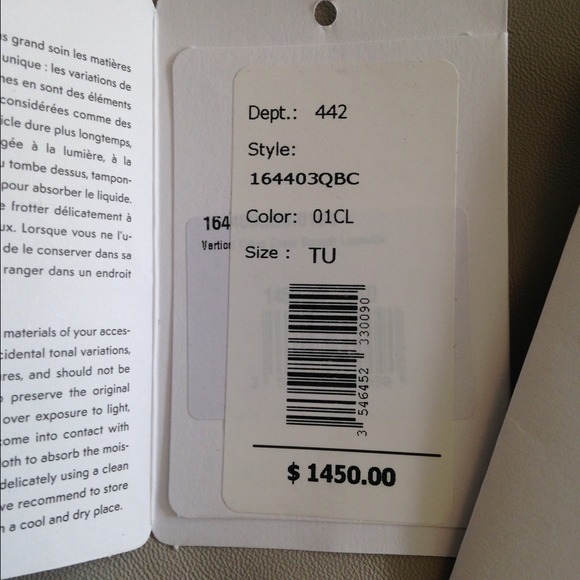 s grand soin les matières
unique : les variations de
nes en sont des éléments
considérées comme des
icle dure plus longtemps,
gée à la lumière, à la
u tombe dessus, tampon-
pour absorber le liquide.
e frotter délicatement à
ux. Lorsque vous ne l'u-
de le conserver dans sa
ranger dans un endroit
materials of your acces-
cidental tonal variations,
res, and should not be
o preserve the original
over exposure to light,
come into contact with
loth to absorb the mois-
delicately using a clean
ve recommend to store
n a cool and dry place.
Dept.: 442
Style:
164403QBC
Color: 01CL
164
Size : TU
3 546452 330090
$ 1450.00